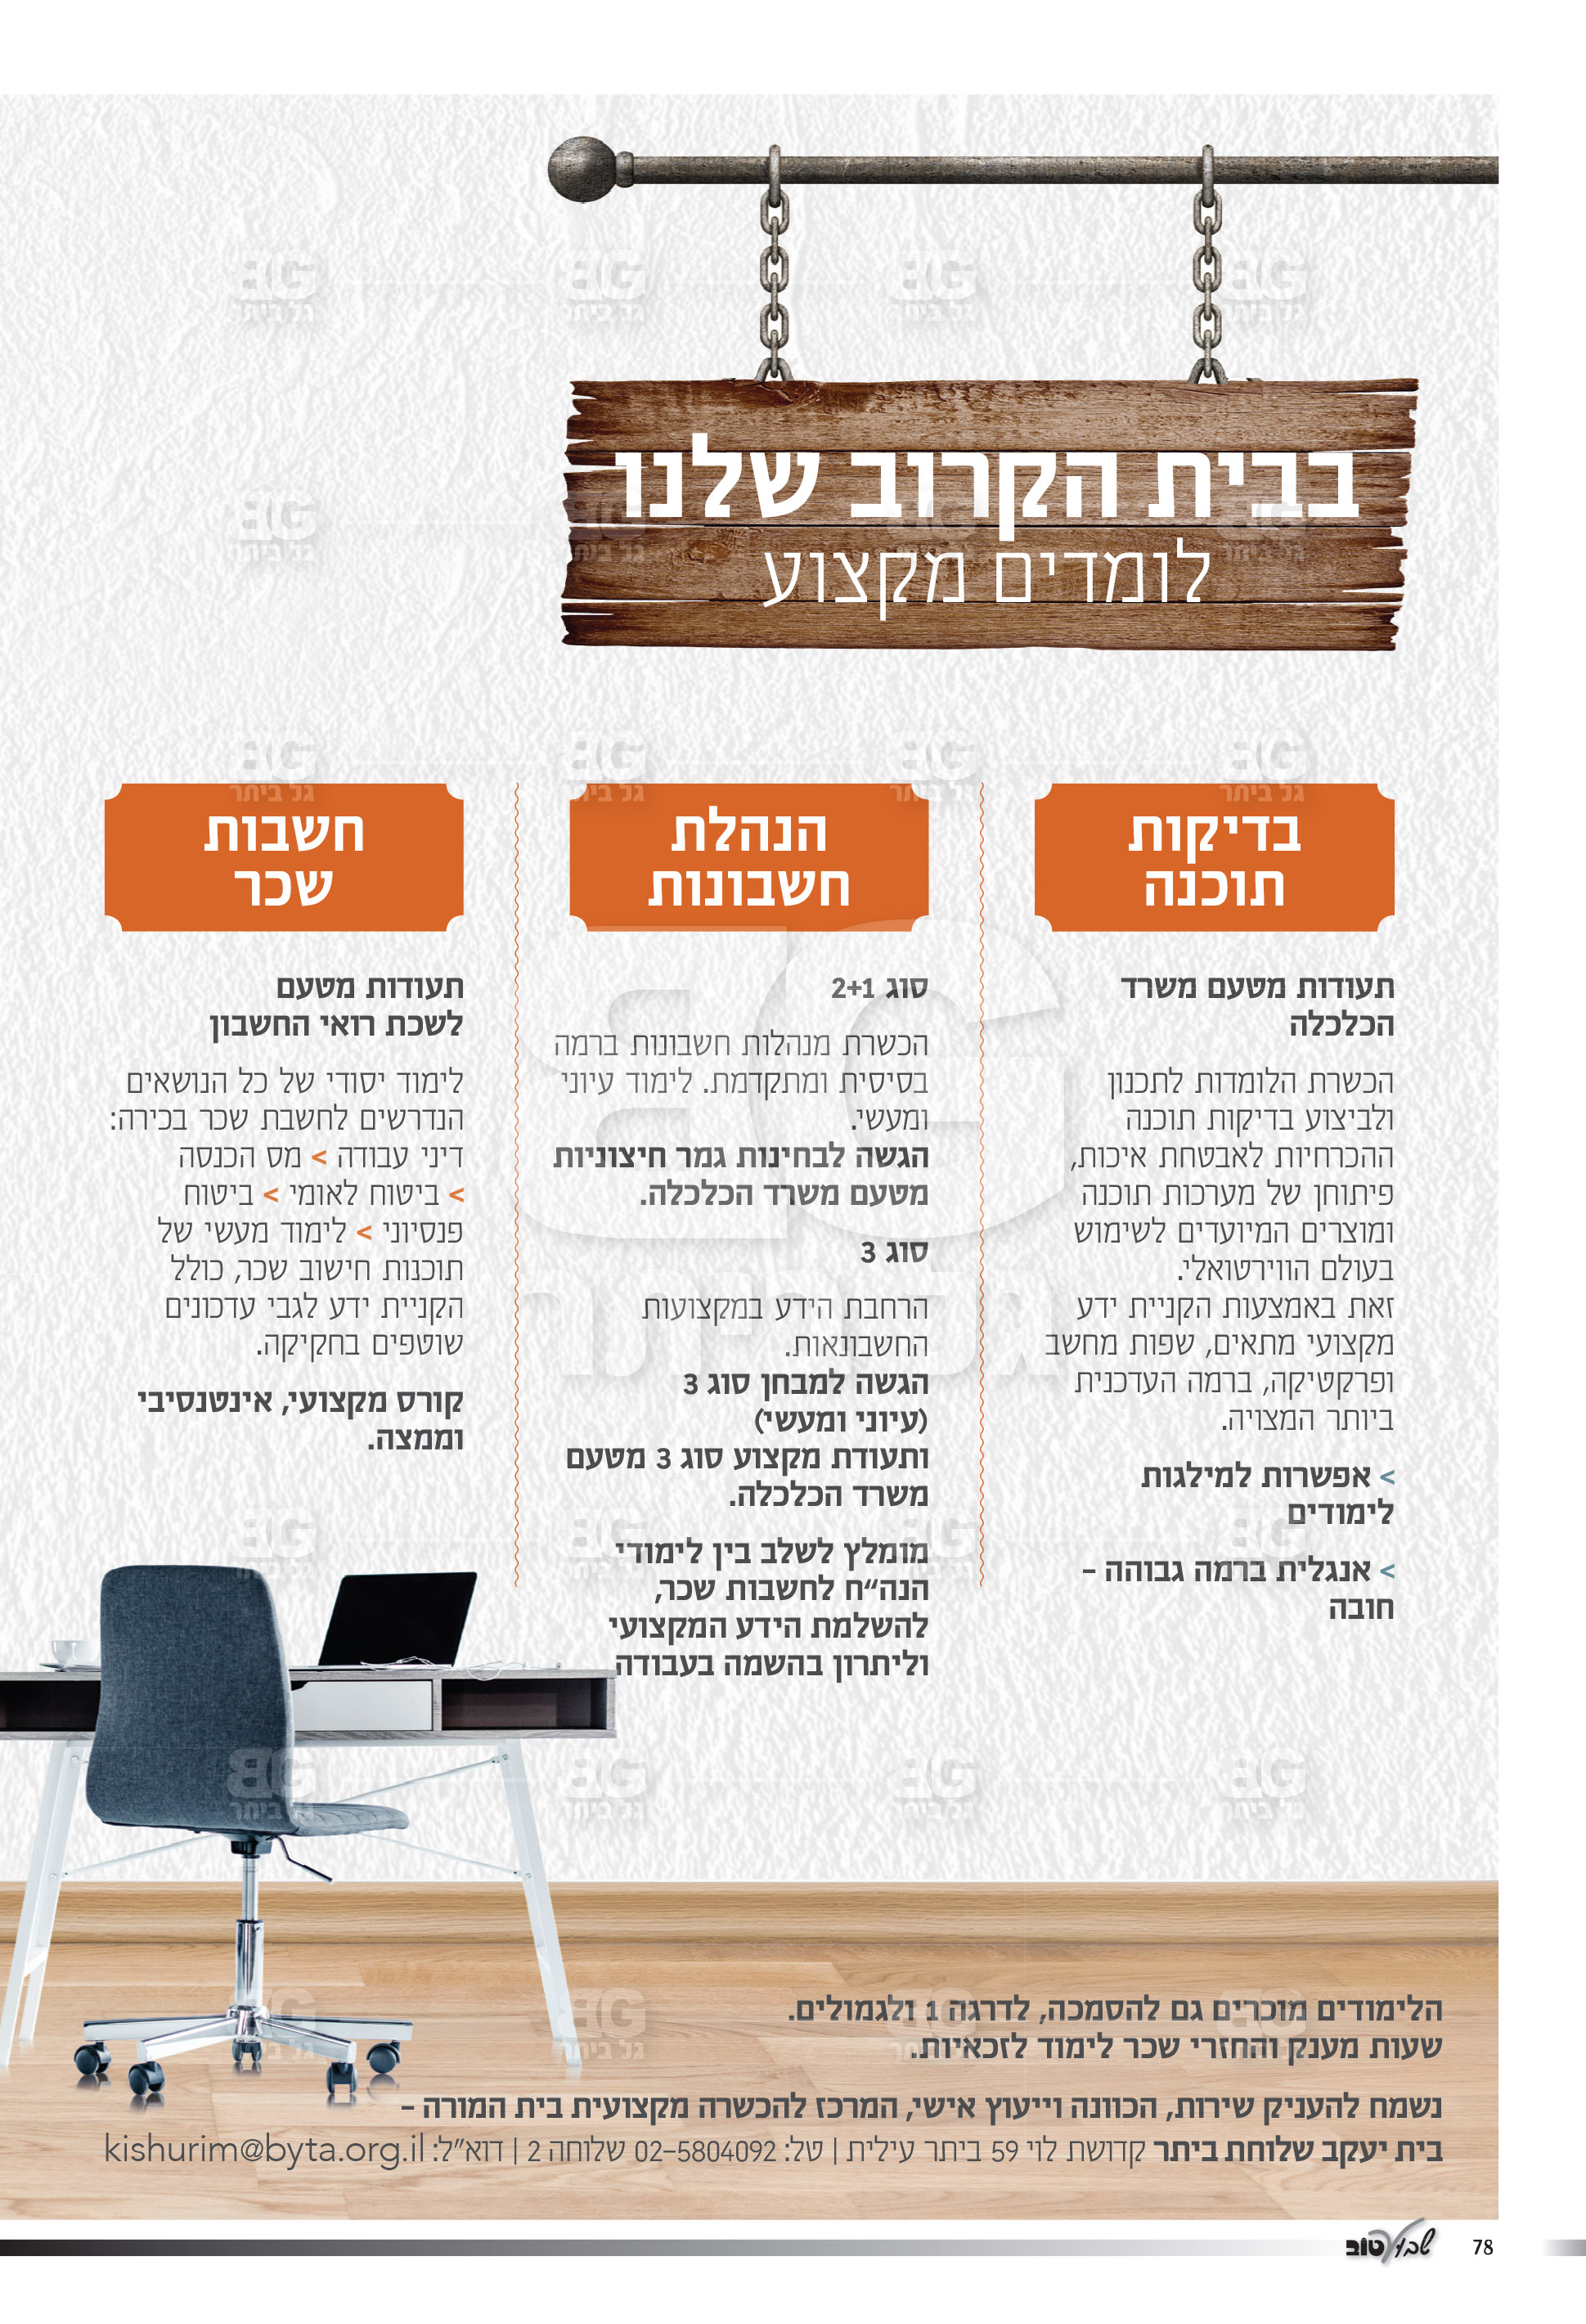 בבית הקרוב שלנו
לומדים מקצוע
בדיקות
תוכנה
תעודות מטעם משרד
הכלכלה
הכשרת הלומדות לתכנון
ולביצוע בדיקות תוכנה
ההכרחיות לאבטחת איכות,
פיתוחן של מערכות תוכנה
ומוצרים המיועדים לשימוש
בעולם הווירטואלי.
זאת באמצעות הקניית ידע
מקצועי מתאים, שפות מחשב
ופרקטיקה, ברמה העדכנית
ביותר המצויה.
> אפשרות למילגות
לימודים
> אנגלית ברמה גבוהה -
חובה
הנהלת
חשבונות
סוג 2+1
הכשרת מנהלות חשבונות ברמה
בסיסית ומתקדמת. לימוד עיוני
ומעשי.
הגשה לבחינות גמר חיצוניות
מטעם משרד הכלכלה.
סוג 3
הרחבת הידע במקצועות
החשבונאות.
הגשה למבחן סוג 3
(עיוני ומעשי)
ותעודת מקצוע סוג 3 מטעם
משרד הכלכלה.
מומלץ לשלב בין לימודי
הנה"ח לחשבות שכר,
להשלמת הידע המקצועי
וליתרון בהשמה בעבודה
חשבות
שכר
תעודות מטעם
לשכת רואי החשבון
לימוד יסודי של כל הנושאים
הנדרשים לחשבת שכר בכירה:
דיני עבודה > מס הכנסה
> ביטוח לאומי > ביטוח
פנסיוני > לימוד מעשי של
תוכנות חישוב שכר, כולל
הקניית ידע לגבי עדכונים
שוטפים בחקיקה.
קורס מקצועי, אינטנסיבי
וממצה.
הלימודים מוכרים גם להסמכה, לדרגה 1 ולגמולים.
שעות מענק והחזרי שכר לימוד לזכאיות.
נשמח להעניק שירות, הכוונה וייעוץ אישי, המרכז להכשרה מקצועית בית המורה -
בית יעקב שלוחת ביתר קדושת לוי 59 ביתר עילית | טל: 02-5804092 שלוחה 2 | דוא"ל: kishurim@byta.org.il
78 שבוע טוב
BG
גל ביתר